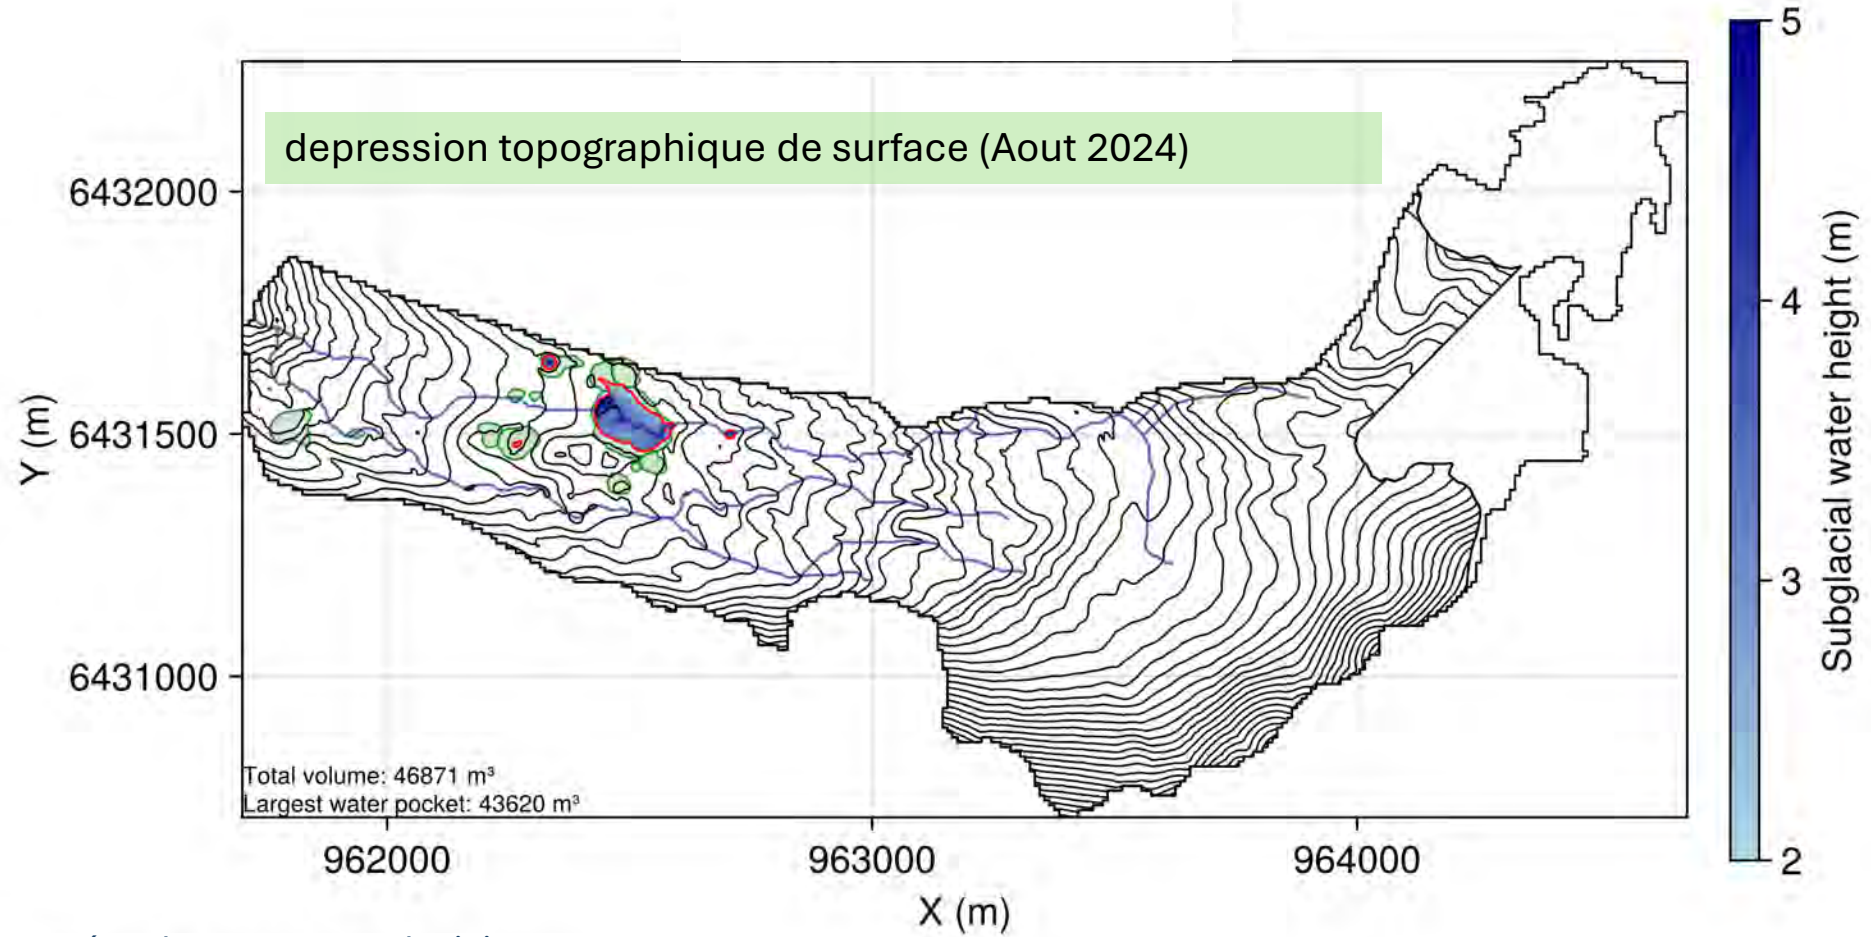 depression topographique de surface (Aout 2024)
6432000
6431500
6431000
Y (m)
Total volume: 46871 m³
Largest water pocket: 43620 m³
962000
963000
964000
X (m)
5
4
3
2
Subglacial water height (m)